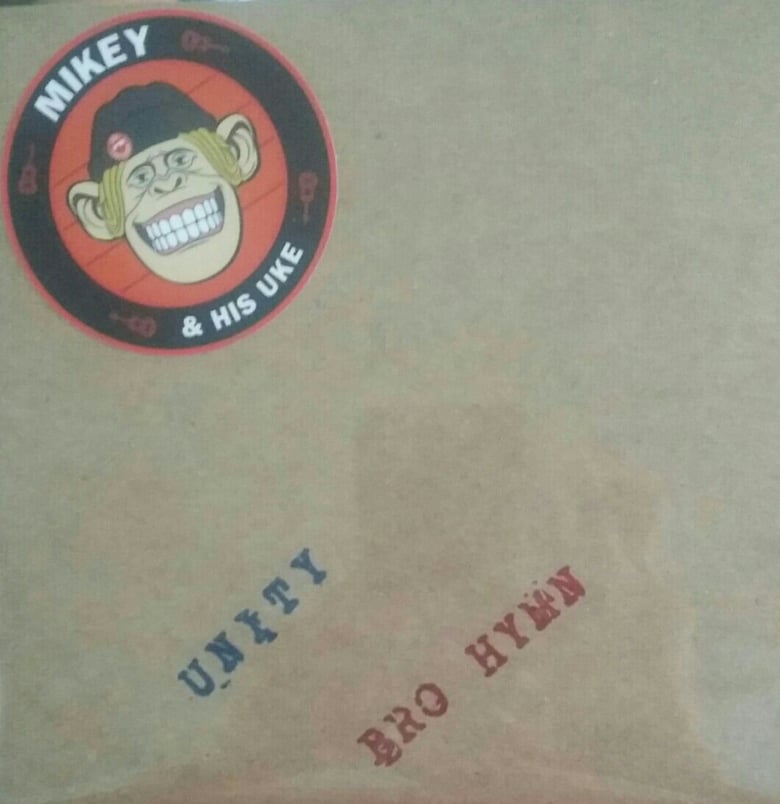 MIKEY
& HIS UKE
UNITY
BRO HYMN